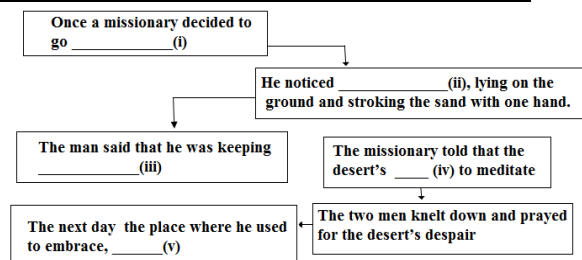 Once a missionary decided to
go _____________(i)
He noticed ______________(ii), lying on the
ground and stroking the sand with one hand.
The man said that he was keeping
_____________(iii)
The missionary told that the
desert’s ____ (iv) to meditate
The two men knelt down and prayed
for the desert’s despair
The next day the place where he used
to embrace, ______(v)